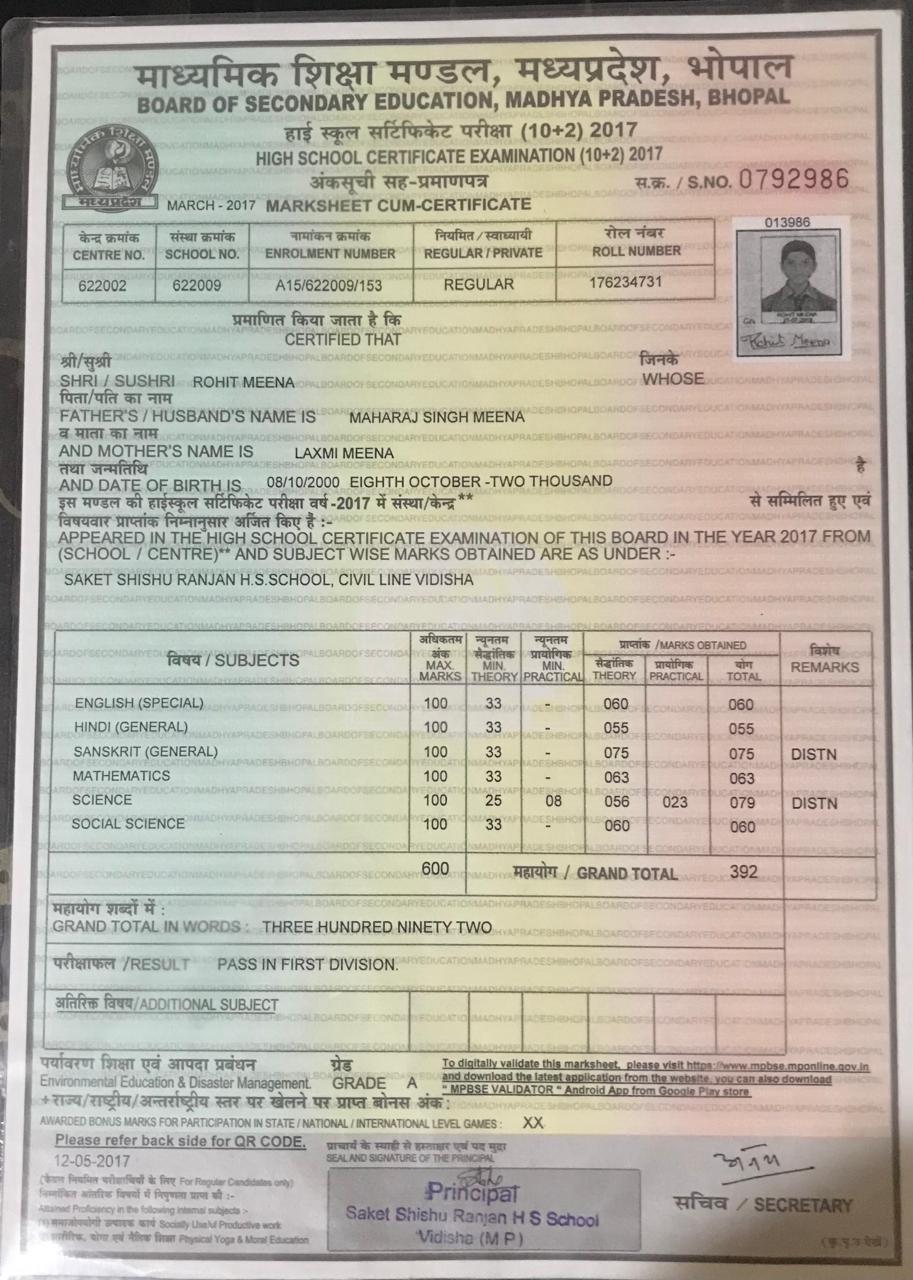 माध्यमिक शिक्षा मण्डल, मध्यप्रदेश, भोपाल
BOARD OF SECONDARY EDUCATION, MADHYA PRADESH, BHOPAL
हाई स्कूल सर्टिफिकेट परीक्षा (10+2) 2017
HIGH SCHOOL CERTIFICATE EXAMINATION (10+2) 2017
अंकसूची सह-प्रमाणपत्र
स.क्र. / S.NO. 0792986
मध्यप्रदेश
MARCH - 2017 MARKSHEET CUM-CERTIFICATE
013986
केन्द्र क्रमांक संस्था क्रमांक नामांकन क्रमांक नियमित/स्वाध्यायी रोल नंबर
CENTRE NO. SCHOOL NO. ENROLMENT NUMBER REGULAR / PRIVATE ROLL NUMBER
622002 622009 A15/622009/153 REGULAR 176234731
Rohit Meena
प्रमाणित किया जाता है कि
CERTIFIED THAT
श्री/सुश्री जिनके
SHRI / SUSHRI ROHIT MEENA WHOSE
पिता/पति का नाम
FATHER'S / HUSBAND'S NAME IS MAHARAJ SINGH MEENA
व माता का नाम
AND MOTHER'S NAME IS LAXMI MEENA
तथा जन्मतिथि है
AND DATE OF BIRTH IS 08/10/2000 EIGHTH OCTOBER -TWO THOUSAND
इस मण्डल की हाईस्कूल सर्टिफिकेट परीक्षा वर्ष -2017 में संस्था/केन्द्र** से सम्मिलित हुए एवं
विषयवार प्राप्तांक निम्नानुसार अर्जित किए है :-
APPEARED IN THE HIGH SCHOOL CERTIFICATE EXAMINATION OF THIS BOARD IN THE YEAR 2017 FROM
(SCHOOL / CENTRE)** AND SUBJECT WISE MARKS OBTAINED ARE AS UNDER :-
SAKET SHISHU RANJAN H.S.SCHOOL, CIVIL LINE VIDISHA
विषय / SUBJECTS अधिकतम अंक MAX. MARKS न्यूनतम सैद्धांतिक MIN. THEORY न्यूनतम प्रायोगिक MIN. PRACTICAL प्राप्तांक /MARKS OBTAINED विशेष REMARKS
सैद्धांतिक THEORY प्रायोगिक PRACTICAL योग TOTAL
ENGLISH (SPECIAL) 100 33 - 060 060
HINDI (GENERAL) 100 33 - 055 055
SANSKRIT (GENERAL) 100 33 - 075 075 DISTN
MATHEMATICS 100 33 - 063 063
SCIENCE 100 25 08 056 023 079 DISTN
SOCIAL SCIENCE 100 33 - 060 060
600 महायोग / GRAND TOTAL 392
महायोग शब्दों में :
GRAND TOTAL IN WORDS : THREE HUNDRED NINETY TWO
परीक्षाफल /RESULT PASS IN FIRST DIVISION.
अतिरिक्त विषय/ADDITIONAL SUBJECT
पर्यावरण शिक्षा एवं आपदा प्रबंधन ग्रेड
Environmental Education & Disaster Management. GRADE A
To digitally validate this marksheet, please visit https://www.mpbse.mponline.gov.in
and download the latest application from the website, you can also download
" MPBSE VALIDATOR " Android App from Google Play store.
+राज्य/राष्ट्रीय/अन्तर्राष्ट्रीय स्तर पर खेलने पर प्राप्त बोनस अंक :
AWARDED BONUS MARKS FOR PARTICIPATION IN STATE / NATIONAL / INTERNATIONAL LEVEL GAMES : XX
Please refer back side for QR CODE.
12-05-2017
प्राचार्य के स्याही से हस्ताक्षर एवं पद मुद्रा
SEAL AND SIGNATURE OF THE PRINCIPAL
(केवल नियमित परीक्षार्थियों के लिए For Regular Candidates only)
निम्नांकित आंतरिक विषयों में निपुणता प्राप्त की :-
Attained Proficiency in the following internal subjects :-
(1) समाजोपयोगी उत्पादक कार्य Socially Useful Productive work
शारीरिक, योग एवं नैतिक शिक्षा Physical Yoga & Moral Education
Principal
Saket Shishu Ranjan H S School
Vidisha (M P)
सचिव / SECRETARY
(कृ.पृ.उ.देखें)